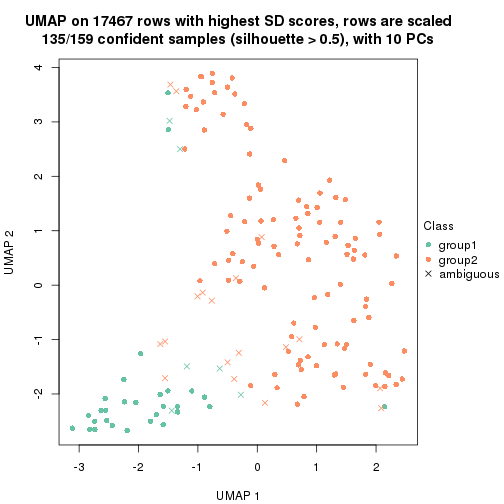 UMAP on 17467 rows with highest SD scores, rows are scaled
135/159 confident samples (silhouette > 0.5), with 10 PCs
4
3
2
1
0
-1
-2
UMAP 2
-3
-2
-1
0
1
2
UMAP 1
Class
group1
group2
ambiguous